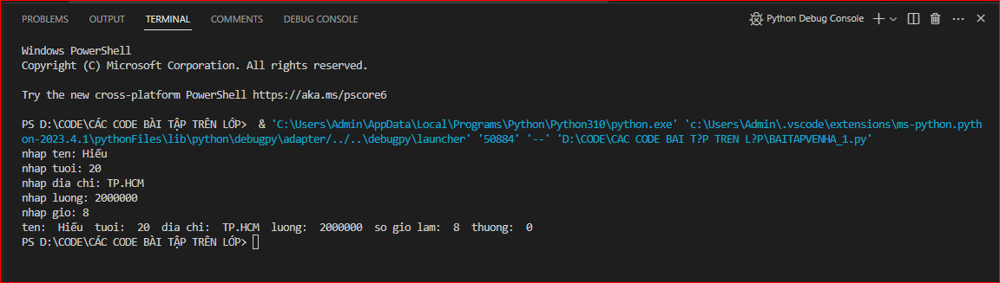 PROBLEMS OUTPUT TERMINAL COMMENTS DEBUG CONSOLE Python Debug Console
Windows PowerShell
Copyright (C) Microsoft Corporation. All rights reserved.
Try the new cross-platform PowerShell https://aka.ms/pscore6
PS D:\CODE\CÁC CODE BÀI TẬP TRÊN LỚP>  & 'C:\Users\Admin\AppData\Local\Programs\Python\Python310\python.exe' 'c:\Users\Admin\.vscode\extensions\ms-python.pyth
on-2023.4.1\pythonFiles\lib\python\debugpy\adapter/../..\debugpy\launcher' '50884' '--' 'D:\CODE\CAC CODE BAI T?P TREN L?P\BAITAPVENHA_1.py'
nhap ten: Hiếu
nhap tuoi: 20
nhap dia chi: TP.HCM
nhap luong: 2000000
nhap gio: 8
ten:  Hiếu  tuoi:  20  dia chi:  TP.HCM  luong:  2000000  so gio lam:  8  thuong:  0
PS D:\CODE\CÁC CODE BÀI TẬP TRÊN LỚP>